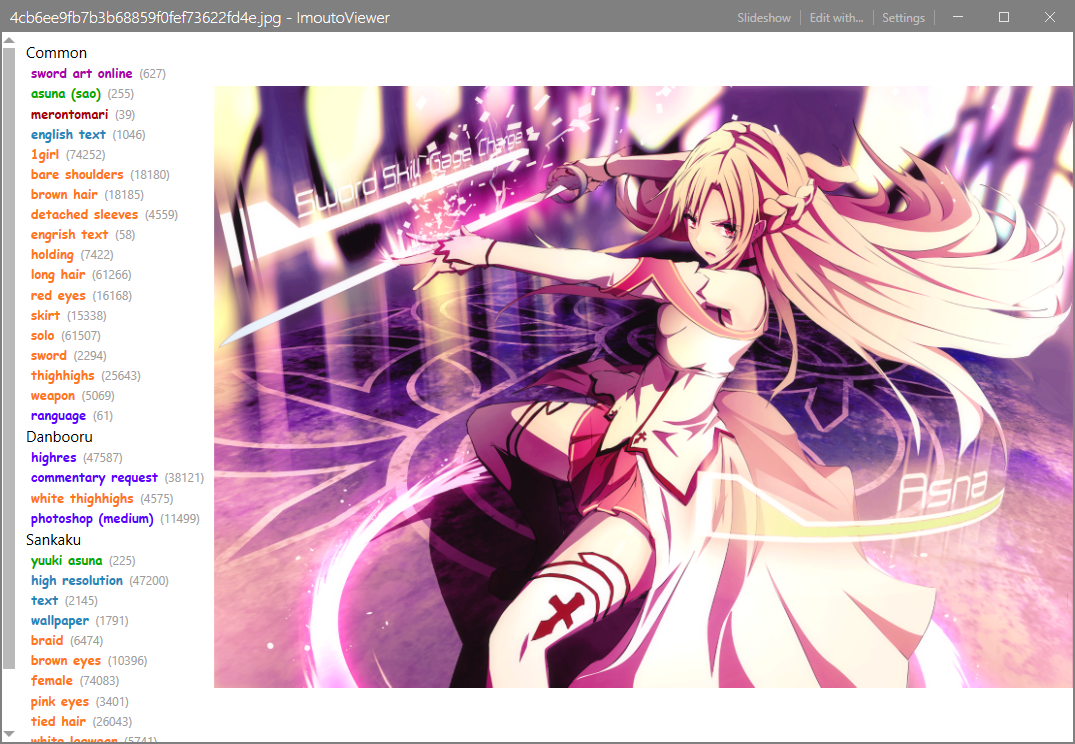 4cb6ee9fb7b3b68859f0fef73622fd4e.jpg - ImoutoViewer
Slideshow
Edit with...
Settings
Common
sword art online (627)
asuna (sao) (255)
merontomari (39)
english text (1046)
1girl (74252)
bare shoulders (18180)
brown hair (18185)
detached sleeves (4559)
engrish text (58)
holding (7422)
long hair (61266)
red eyes (16168)
skirt (15338)
solo (61507)
sword (2294)
thighhighs (25643)
weapon (5069)
ranguage (61)
Danbooru
highres (47587)
commentary request (38121)
white thighhighs (4575)
photoshop (medium) (11499)
Sankaku
yuuki asuna (225)
high resolution (47200)
text (2145)
wallpaper (1791)
braid (6474)
brown eyes (10396)
female (74083)
pink eyes (3401)
tied hair (26043)
white legwear (5741)
Sword Skill Gage Charge
Asna